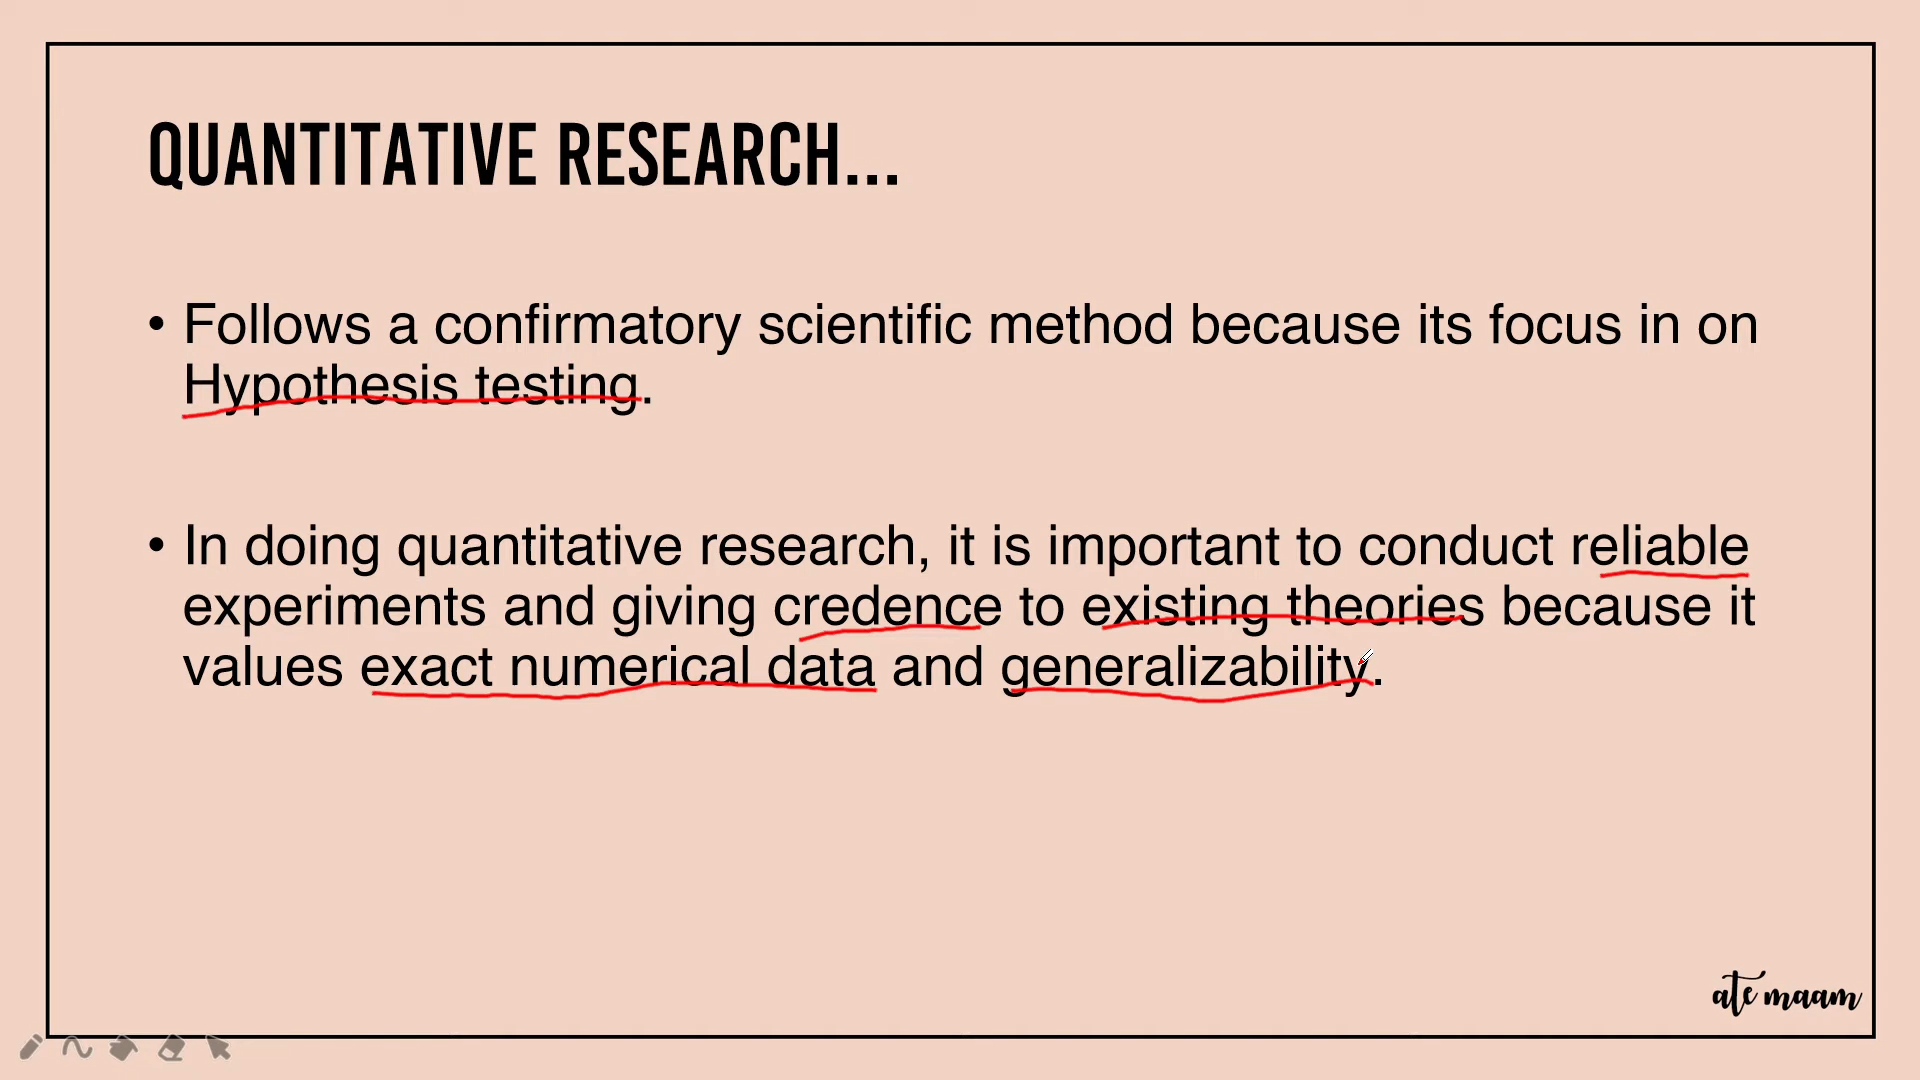 QUANTITATIVE RESEARCH...
• Follows a confirmatory scientific method because its focus in on
Hypothesis testing.
• In doing quantitative research, it is important to conduct reliable
experiments and giving credence to existing theories because it
values exact numerical data and generalizability.
ate maam